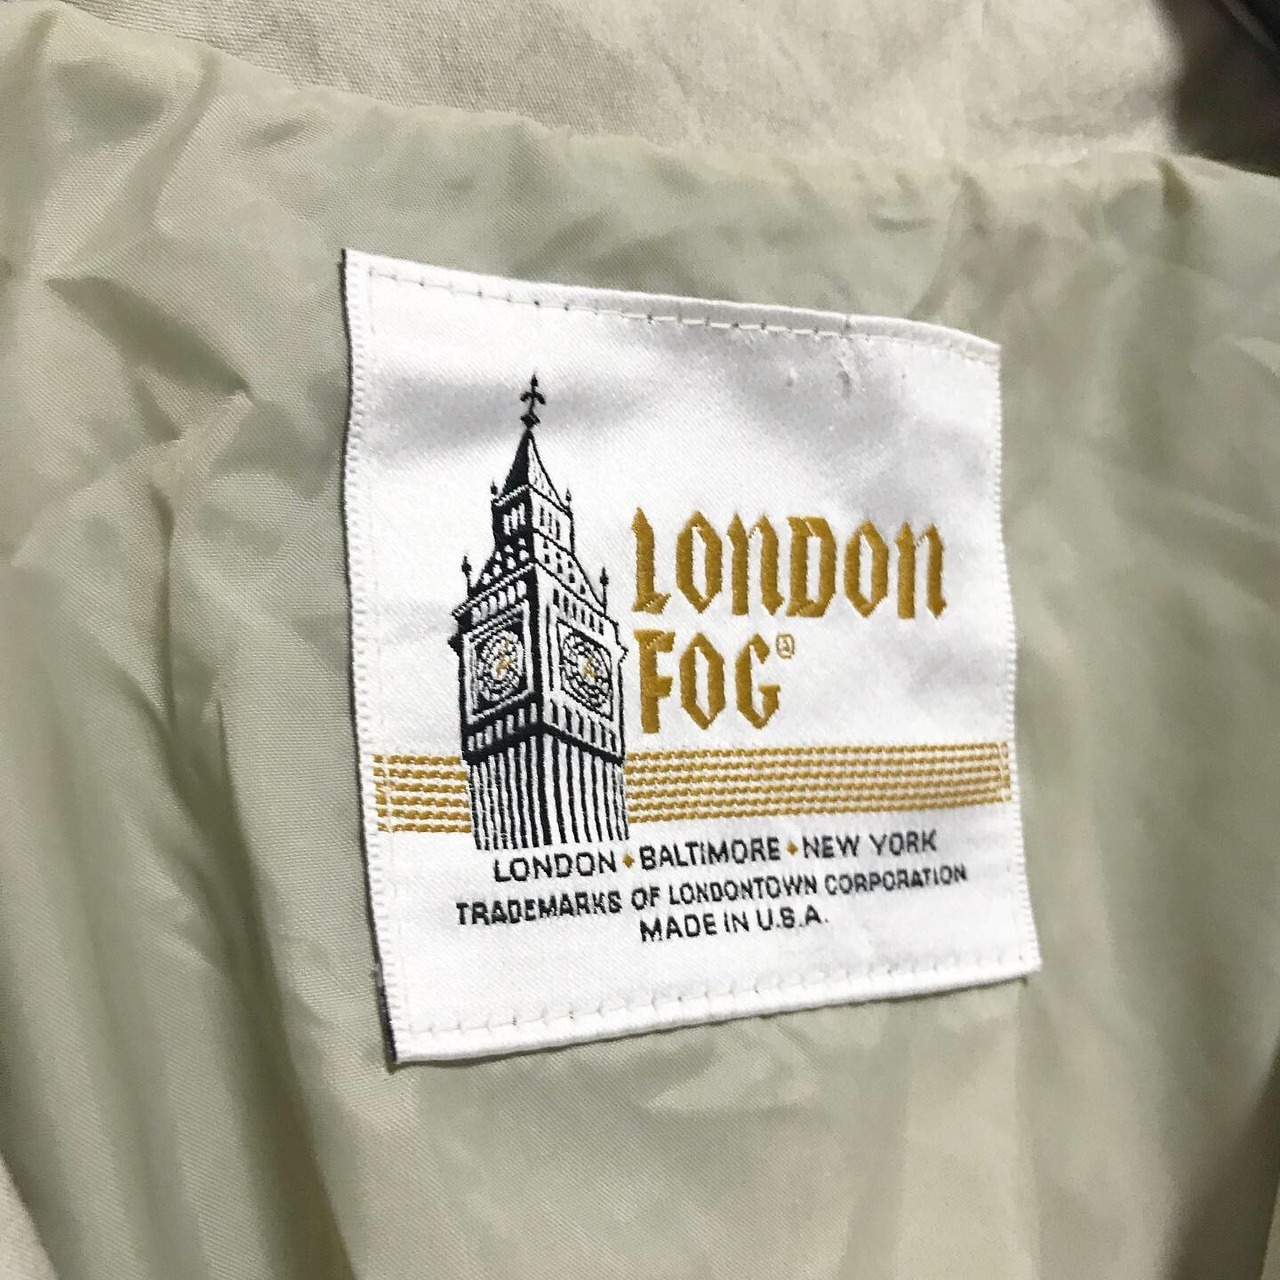 LONDON
FOG®
LONDON ♦ BALTIMORE ♦ NEW YORK
TRADEMARKS OF LONDONTOWN CORPORATION
MADE IN U.S.A.